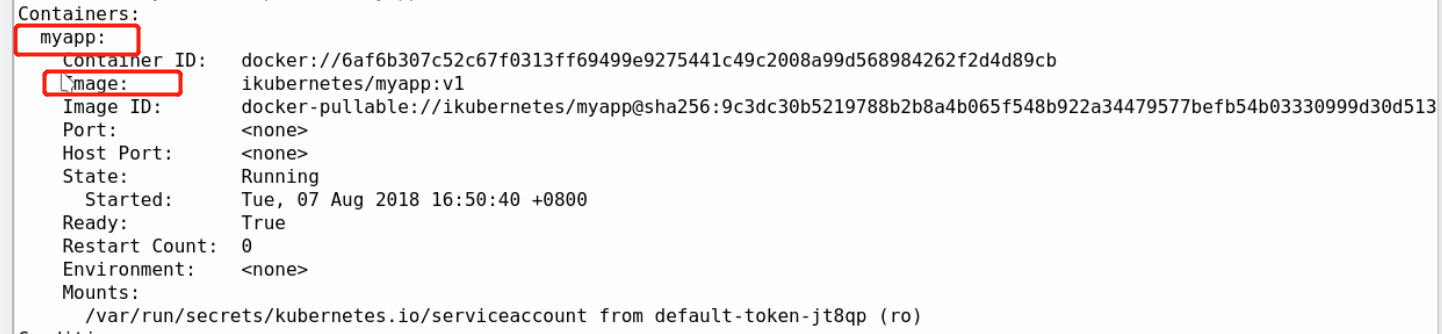 Containers:
myapp:
Container ID: docker://6af6b307c52c67f0313ff69499e9275441c49c2008a99d568984262f2d4d89cb
Image: ikubernetes/myapp:v1
Image ID: docker-pullable://ikubernetes/myapp@sha256:9c3dc30b5219788b2b8a4b065f548b922a34479577befb54b03330999d30d513
Port: <none>
Host Port: <none>
State: Running
Started: Tue, 07 Aug 2018 16:50:40 +0800
Ready: True
Restart Count: 0
Environment: <none>
Mounts:
/var/run/secrets/kubernetes.io/serviceaccount from default-token-jt8qp (ro)